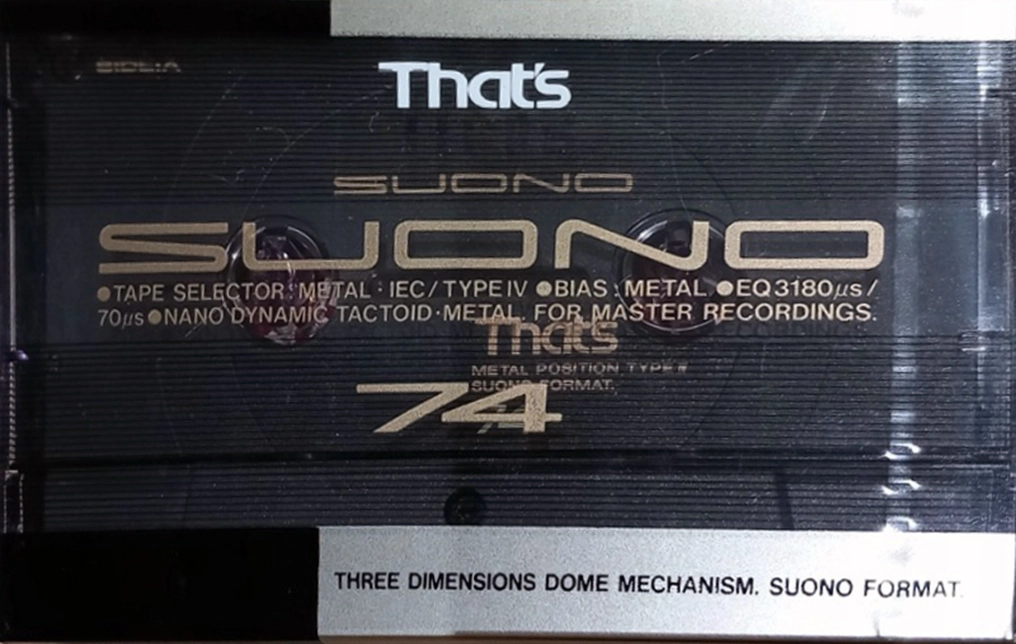 That's
SUONO
SUONO
●TAPE SELECTOR: METAL · IEC/TYPE IV ●BIAS: METAL ●EQ 3180μs/
70μs ●NANO DYNAMIC TACTOID·METAL. FOR MASTER RECORDINGS.
That's
METAL POSITION TYPE IV
SUONO FORMAT.
74
THREE DIMENSIONS DOME MECHANISM. SUONO FORMAT.